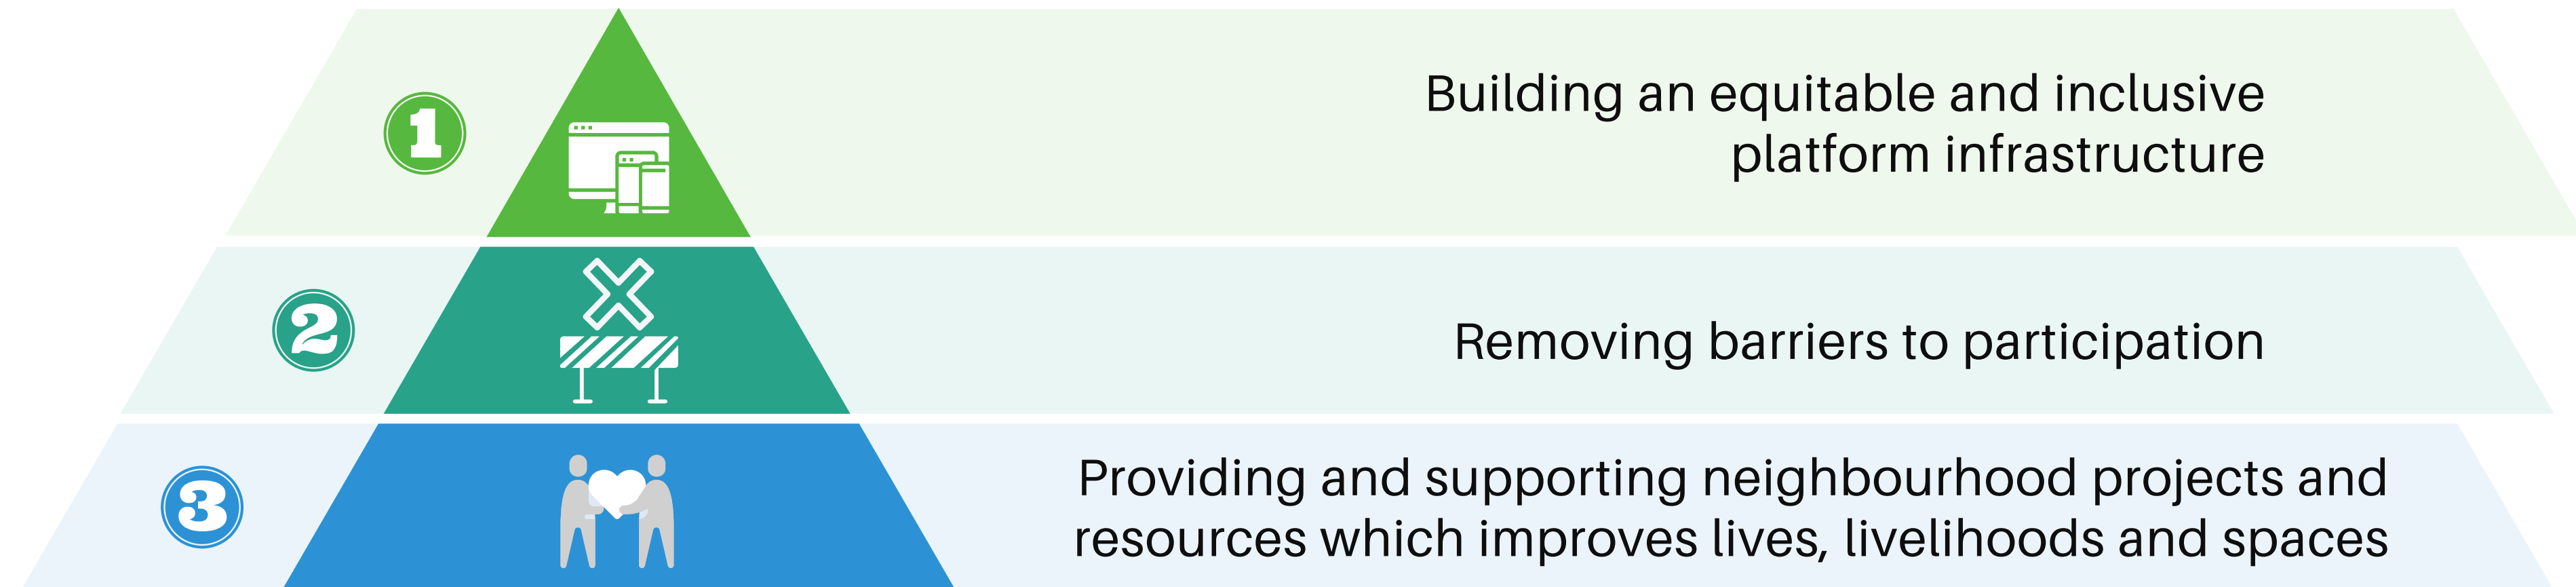 1
Building an equitable and inclusive
platform infrastructure
2
Removing barriers to participation
3
Providing and supporting neighbourhood projects and
resources which improves lives, livelihoods and spaces